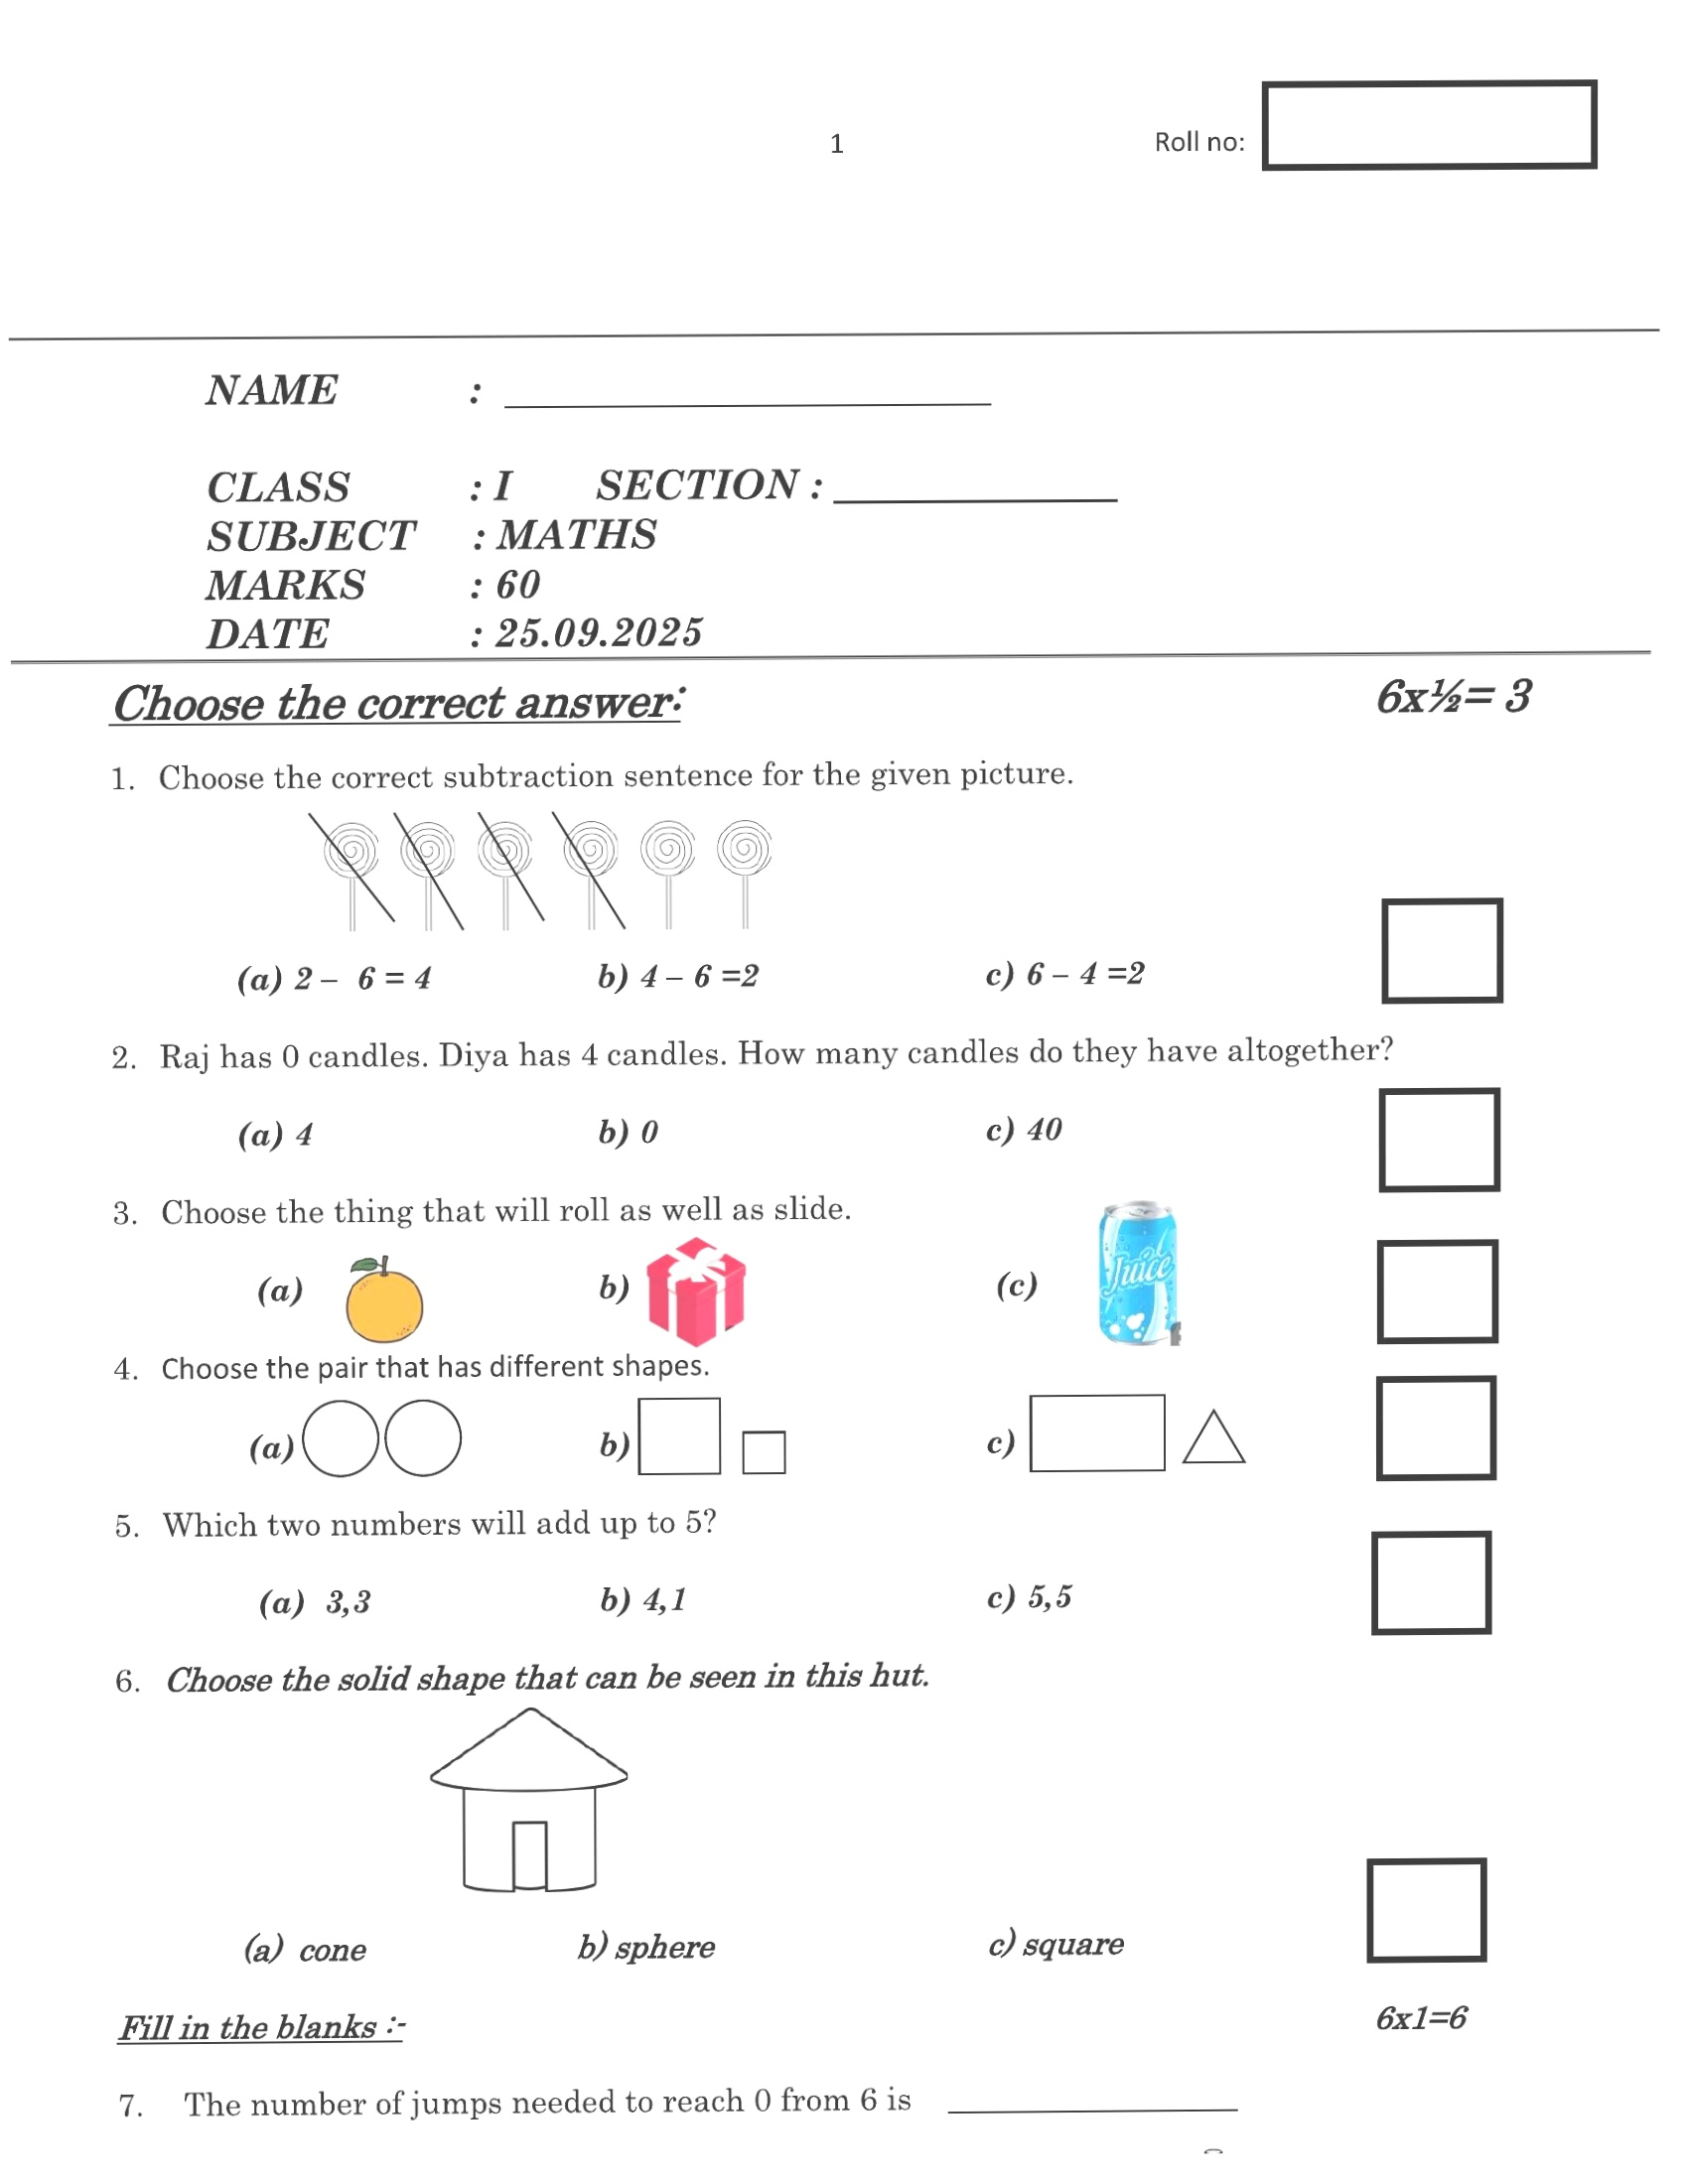 1 Roll no:
NAME : 
CLASS : I SECTION :
SUBJECT : MATHS
MARKS : 60
DATE : 25.09.2025
Choose the correct answer: 6x½= 3
1. Choose the correct subtraction sentence for the given picture.
(a) 2 – 6 = 4 b) 4 – 6 =2 c) 6 – 4 =2
2. Raj has 0 candles. Diya has 4 candles. How many candles do they have altogether?
(a) 4 b) 0 c) 40
3. Choose the thing that will roll as well as slide.
Juice
(a) b) (c)
4. Choose the pair that has different shapes.
(a) b) c)
5. Which two numbers will add up to 5?
(a) 3,3 b) 4,1 c) 5,5
6. Choose the solid shape that can be seen in this hut.
(a) cone b) sphere c) square
Fill in the blanks :- 6x1=6
7. The number of jumps needed to reach 0 from 6 is